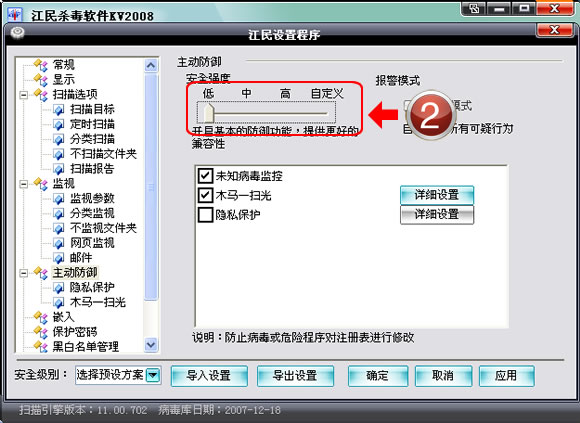 江民杀毒软件KV2008
江民设置程序
常规
显示
扫描选项
扫描目标
定时扫描
分类扫描
不扫描文件夹
扫描报告
监视
监视参数
分类监视
不监视文件夹
网页监视
邮件
主动防御
隐私保护
木马一扫光
嵌入
保护密码
黑白名单管理
主动防御
安全强度
低 中 高 自定义
开启基本的防御功能，提供更好的
兼容性
报警模式
模式
自 所有可疑行为
2
未知病毒监控
木马一扫光 详细设置
隐私保护 详细设置
说明：防止病毒或危险程序对注册表进行修改
安全级别： 选择预设方案 导入设置 导出设置 确定 取消 应用
扫描引擎版本：11.00.702 病毒库日期：2007-12-18